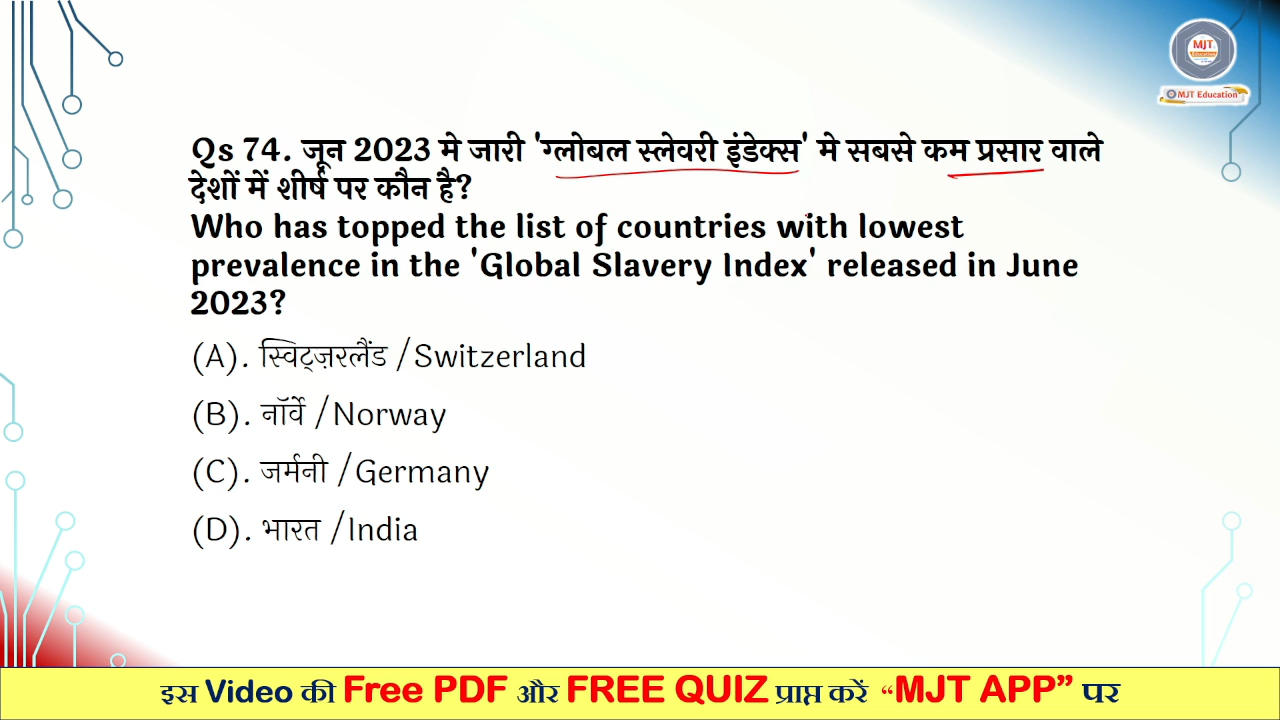 MJT
Education
MJT Education
Qs 74. जून 2023 मे जारी 'ग्लोबल स्लेवरी इंडेक्स' मे सबसे कम प्रसार वाले
देशों में शीर्ष पर कौन है?
Who has topped the list of countries with lowest
prevalence in the 'Global Slavery Index' released in June
2023?
(A). स्विट्ज़रलैंड /Switzerland
(B). नॉर्वे /Norway
(C). जर्मनी /Germany
(D). भारत /India
इस Video की Free PDF और FREE QUIZ प्राप्त करें “MJT APP” पर